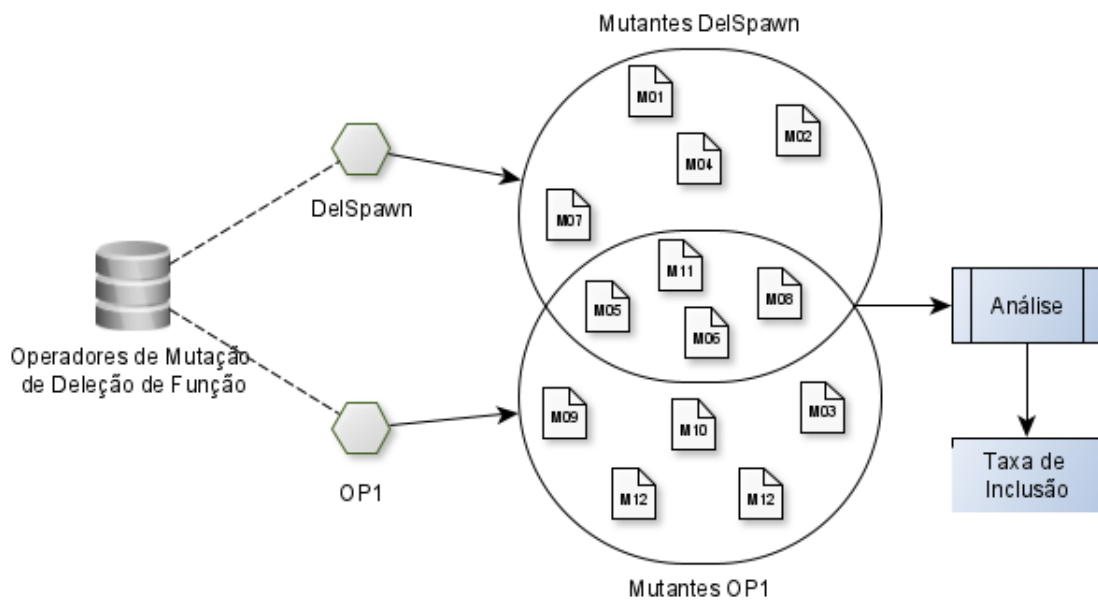 Mutantes DelSpawn
M01
M02
M04
DelSpawn
M07
M11
M08
M05
M06
Análise
Operadores de Mutação
de Deleção de Função
M09
M10
M03
OP1
M12
M12
Taxa de
Inclusão
Mutantes OP1